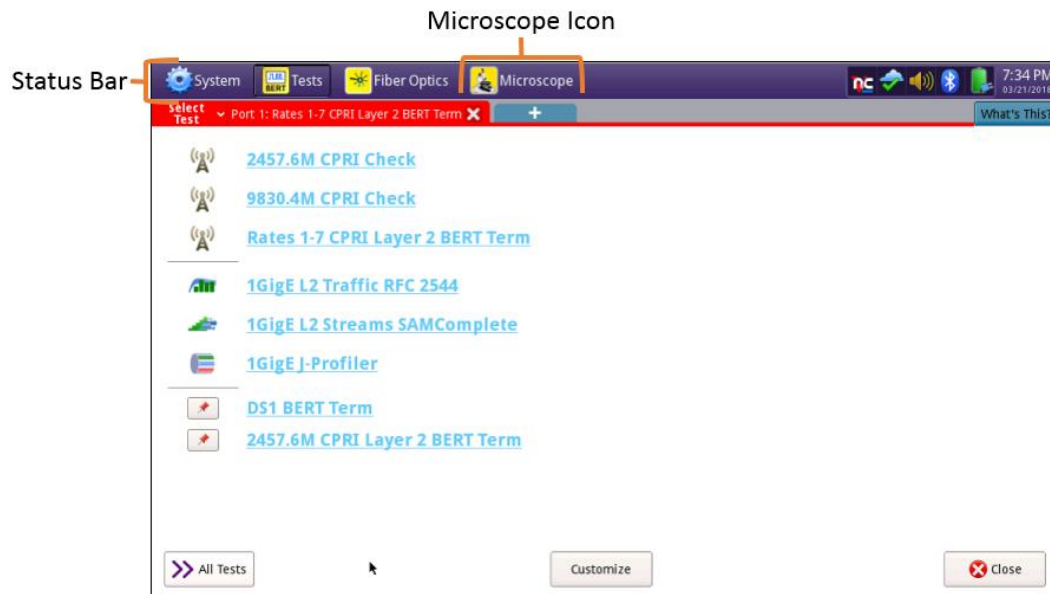 Microscope Icon
Status Bar
System Tests Fiber Optics Microscope
7:34 PM
03/21/2018
Select Test Port 1: Rates 1-7 CPRI Layer 2 BERT Term + What's This?
2457.6M CPRI Check
9830.4M CPRI Check
Rates 1-7 CPRI Layer 2 BERT Term
1GigE L2 Traffic RFC 2544
1GigE L2 Streams SAMComplete
1GigE J-Profiler
DS1 BERT Term
2457.6M CPRI Layer 2 BERT Term
All Tests Customize Close